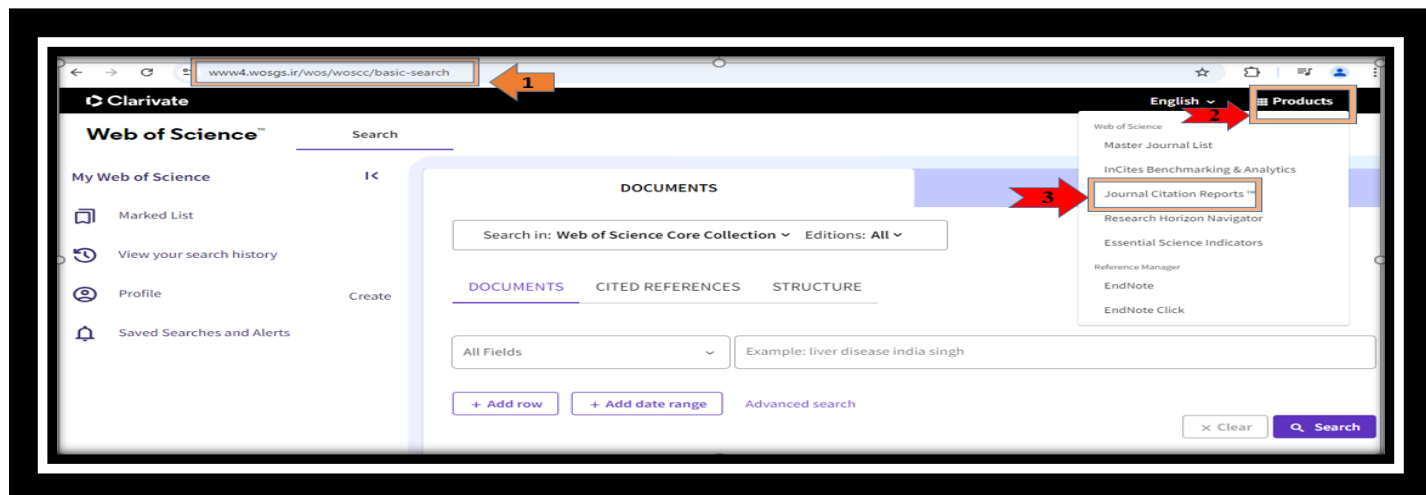 www4.wosgs.ir/wos/woscc/basic-search
1
Clarivate
English
Products
2
Web of Science™
Search
Web of Science
Master Journal List
InCites Benchmarking & Analytics
Journal Citation Reports ™
3
Research Horizon Navigator
Essential Science Indicators
Reference Manager
EndNote
EndNote Click
My Web of Science
Marked List
View your search history
Profile
Create
Saved Searches and Alerts
DOCUMENTS
Search in: Web of Science Core Collection Editions: All
DOCUMENTS CITED REFERENCES STRUCTURE
All Fields
Example: liver disease india singh
+ Add row + Add date range Advanced search
× Clear Search